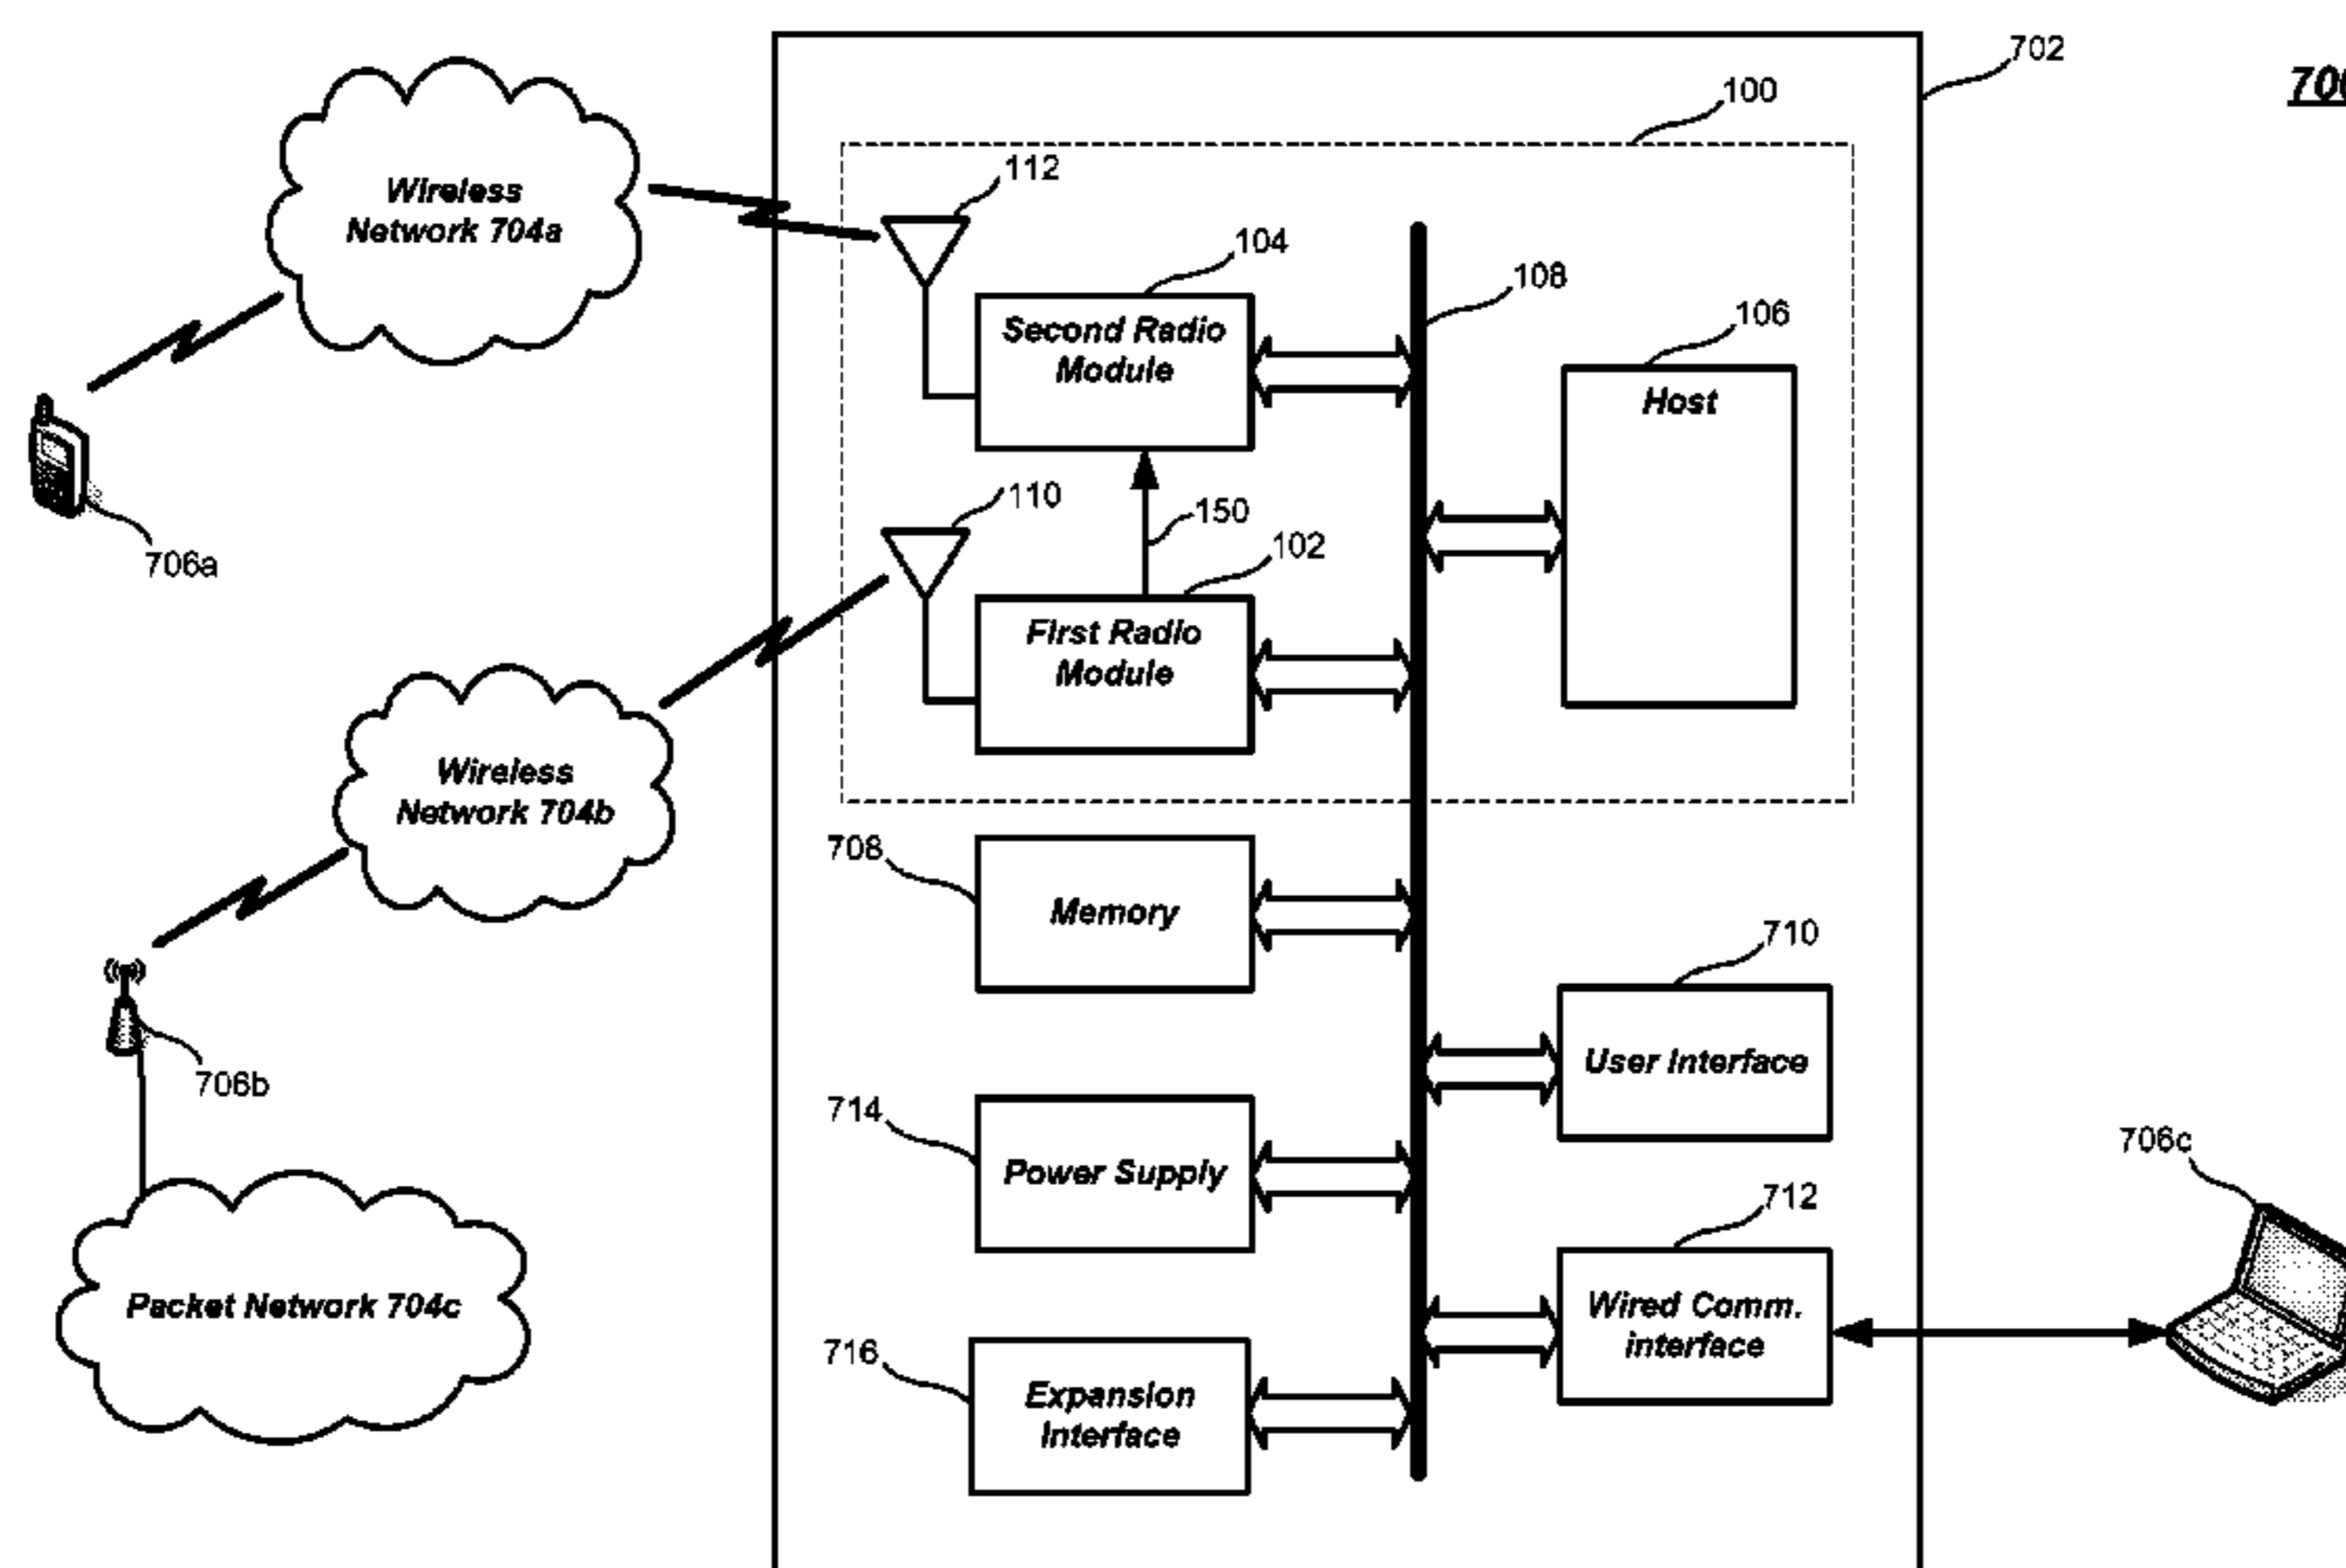 702
700
100
Wireless
Network 704a
112
104
108
106
Second Radio
Module
Host
706a
110
150
102
First Radio
Module
Wireless
Network 704b
708
Memory
710
User Interface
706b
714
Power Supply
706c
712
Packet Network 704c
Wired Comm.
interface
716
Expansion
Interface